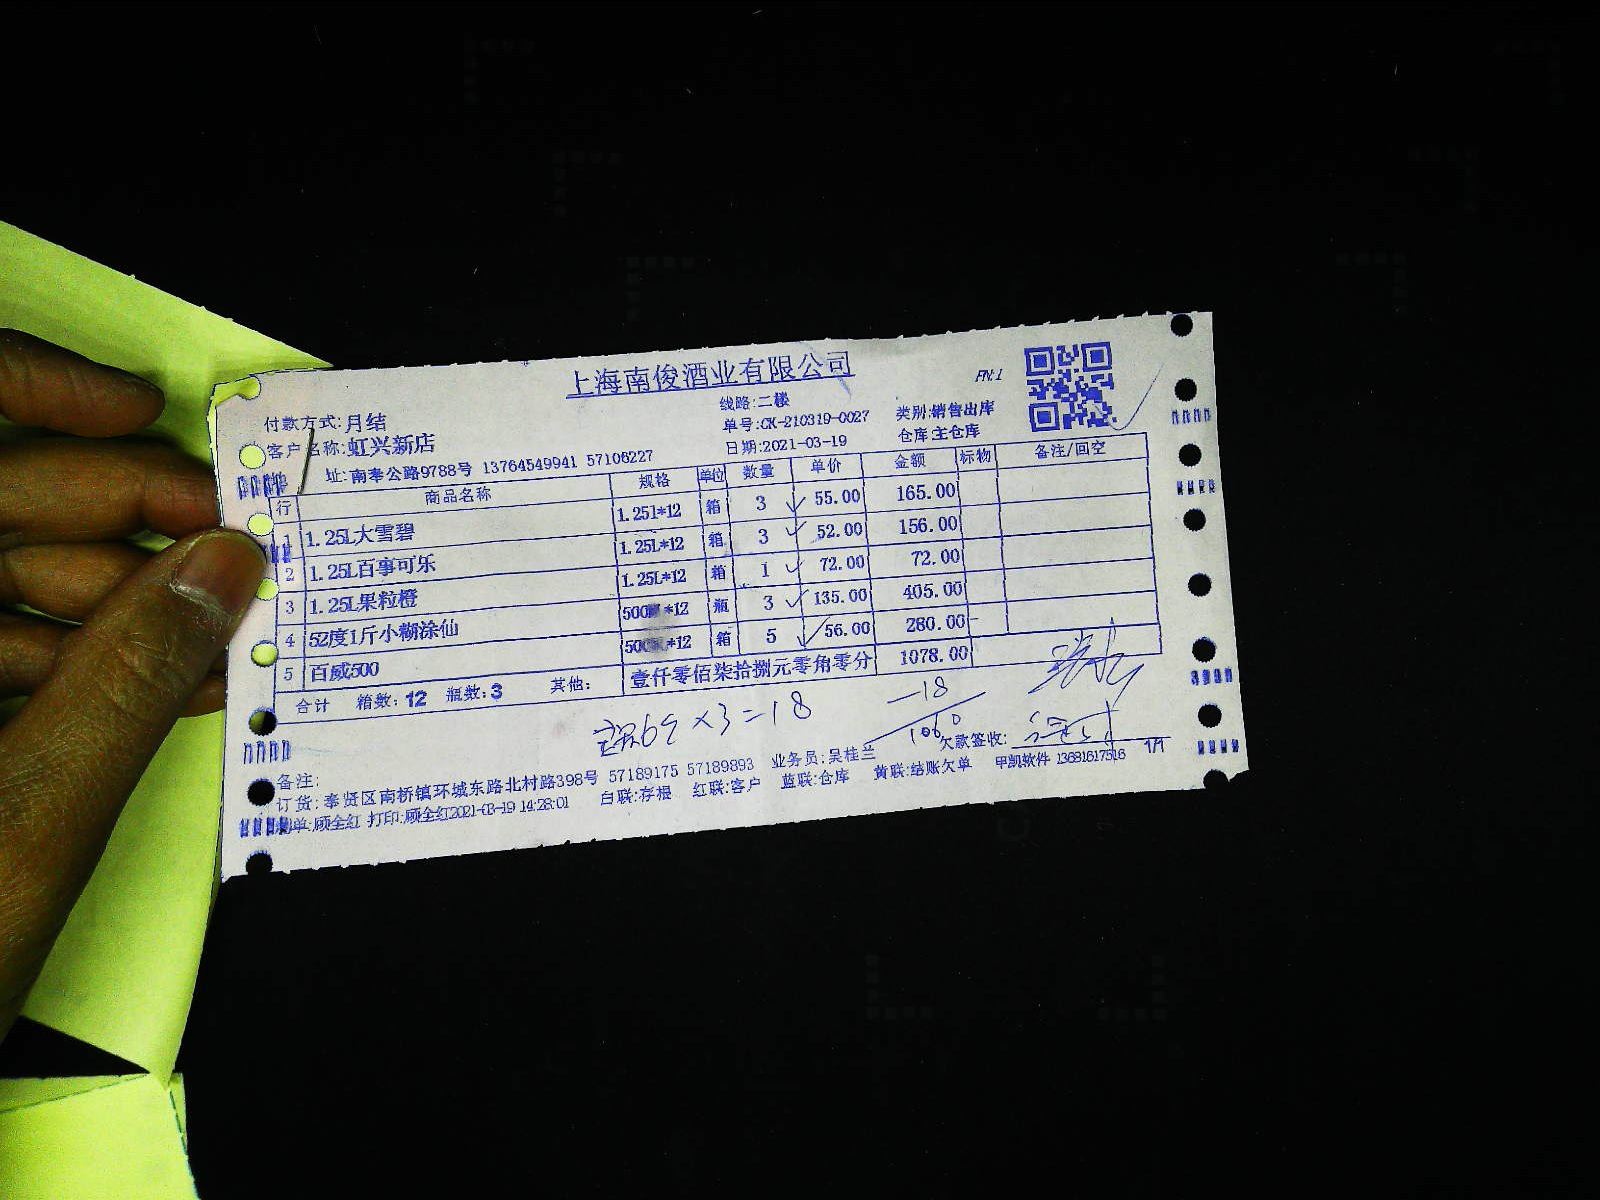 上海南俊酒业有限公司
FN:1
付款方式:月结
线路:二楼
客户名称:虹兴新店
单号:CK-210319-0027 类别:销售出库
址:南奉公路9788号 13764549941 57106227
日期:2021-03-19 仓库:主仓库
行 商品名称 规格 单位 数量 单价 金额 标物 备注/回空
1 1.25L大雪碧 1.25l*12 箱 3 55.00 165.00
2 1.25L百事可乐 1.25L*12 箱 3 52.00 156.00
3 1.25L果粒橙 1.25L*12 箱 1 72.00 72.00
4 52度1斤小糊涂仙 500 *12 瓶 3 135.00 405.00
5 百威500 500 *12 箱 5 56.00 280.00
合计 箱数:12 瓶数:3 其他: 壹仟零佰柒拾捌元零角零分 1078.00
×3=18
-18
1060
欠款签收:
备注: 业务员:吴桂兰
订货:奉贤区南桥镇环城东路北村路398号 57189175 57189893
白联:存根 红联:客户 蓝联:仓库 黄联:结账欠单 甲凯软件 13681617516 1/1
单:顾全红 打印:顾全红2021-03-19 14:28:01